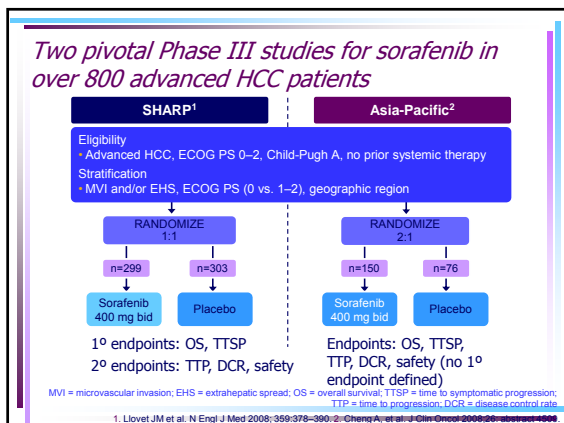 Two pivotal Phase III studies for sorafenib in
over 800 advanced HCC patients
SHARP¹
Asia-Pacific²
Eligibility
• Advanced HCC, ECOG PS 0–2, Child-Pugh A, no prior systemic therapy
Stratification
• MVI and/or EHS, ECOG PS (0 vs. 1–2), geographic region
RANDOMIZE
1:1
RANDOMIZE
2:1
n=299
n=303
n=150
n=76
Sorafenib
400 mg bid
Placebo
Sorafenib
400 mg bid
Placebo
1º endpoints: OS, TTSP
2º endpoints: TTP, DCR, safety
Endpoints: OS, TTSP,
TTP, DCR, safety (no 1º
endpoint defined)
MVI = microvascular invasion; EHS = extrahepatic spread; OS = overall survival; TTSP = time to symptomatic progression;
TTP = time to progression; DCR = disease control rate
1. Llovet JM et al. N Engl J Med 2008; 359:378–390. 2. Cheng A, et al. J Clin Oncol 2008;26: abstract 4509.